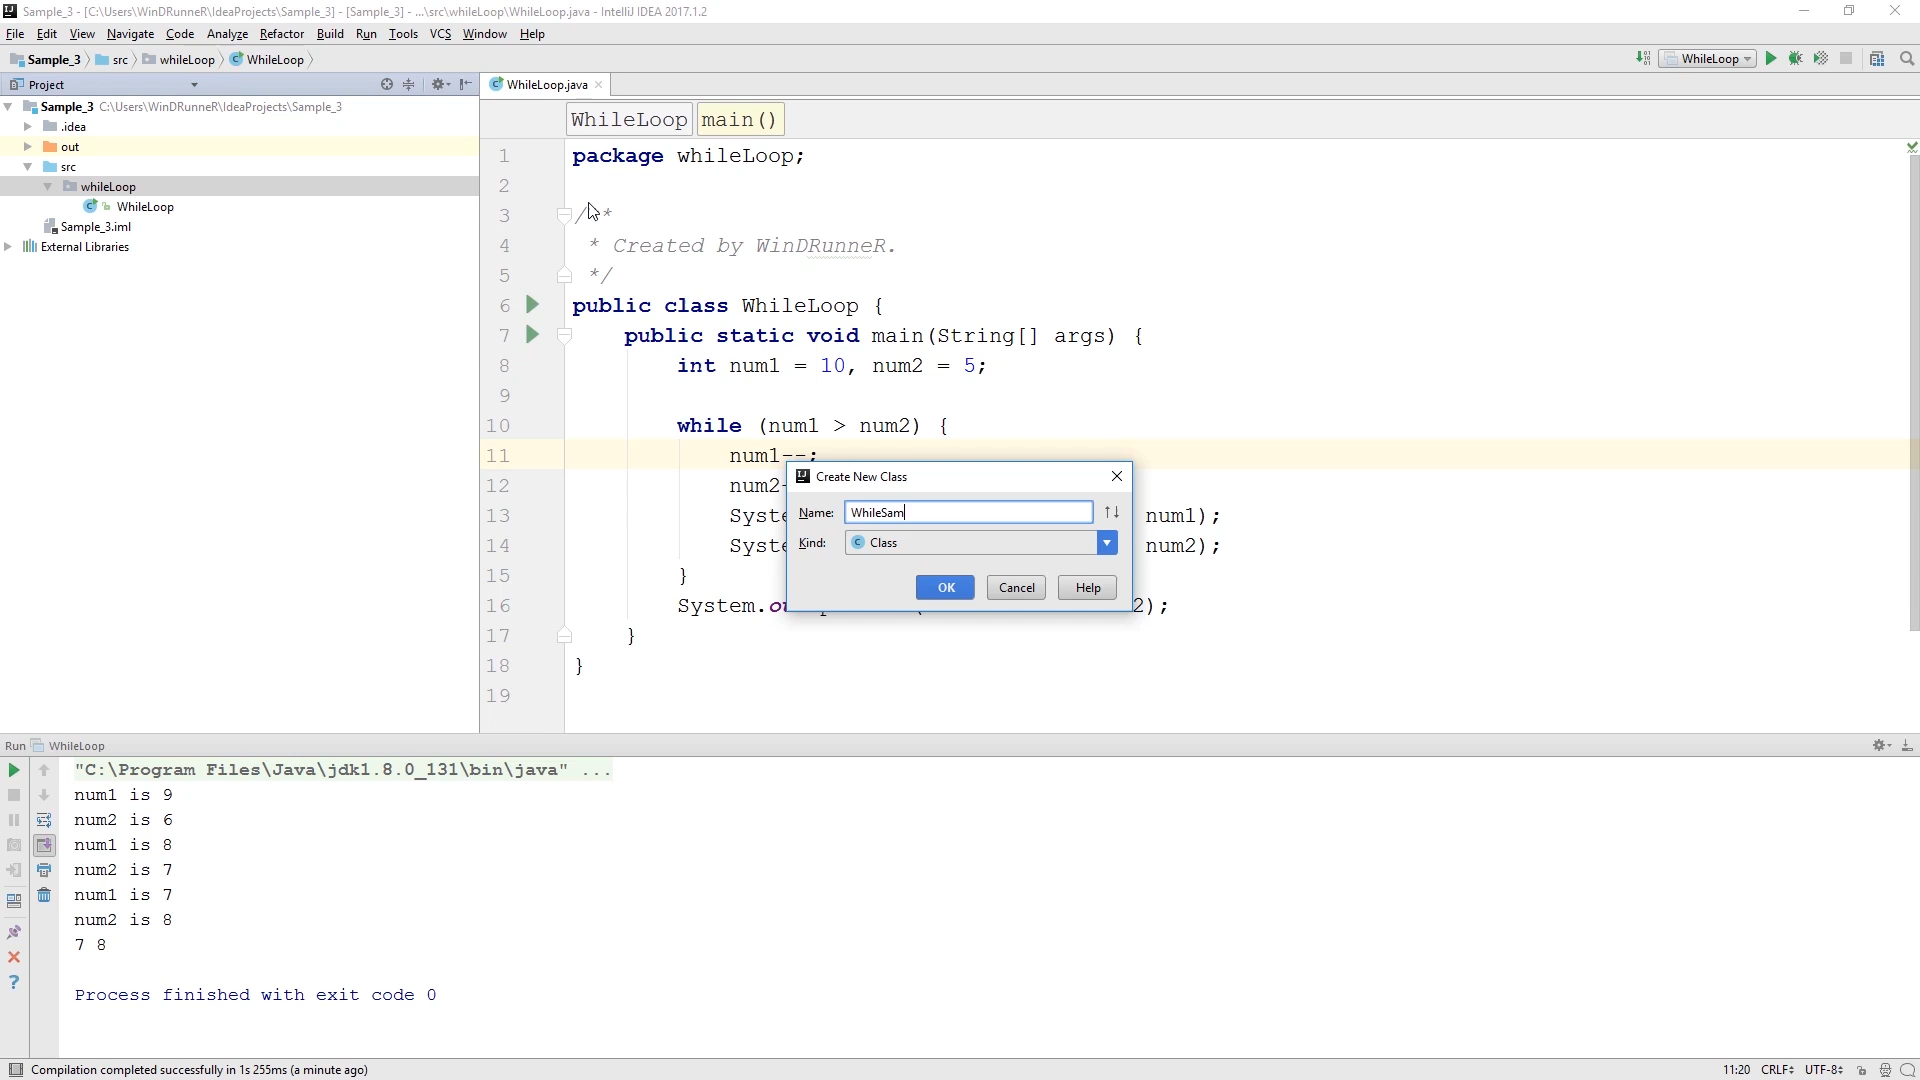 Sample_3 - [C:\Users\WinDRunneR\IdeaProjects\Sample_3] - [Sample_3] - ...\src\whileLoop\WhileLoop.java - IntelliJ IDEA 2017.1.2
File Edit View Navigate Code Analyze Refactor Build Run Tools VCS Window Help
Sample_3 src whileLoop WhileLoop
WhileLoop
Project
WhileLoop.java
Sample_3 C:\Users\WinDRunneR\IdeaProjects\Sample_3
.idea
out
src
whileLoop
WhileLoop
Sample_3.iml
External Libraries
WhileLoop main()
1 package whileLoop;
2
3 /**
4 * Created by WinDRunneR.
5 */
6 public class WhileLoop {
7 public static void main(String[] args) {
8 int num1 = 10, num2 = 5;
9
10 while (num1 > num2) {
11 num1--;
12 num2
13 Syste num1);
14 Syste num2);
15 }
16 System.ou 2);
17 }
18 }
19
Create New Class
Name: WhileSam
Kind: Class
OK Cancel Help
Run WhileLoop
"C:\Program Files\Java\jdk1.8.0_131\bin\java" ...
num1 is 9
num2 is 6
num1 is 8
num2 is 7
num1 is 7
num2 is 8
7 8
Process finished with exit code 0
Compilation completed successfully in 1s 255ms (a minute ago)
11:20 CRLF UTF-8